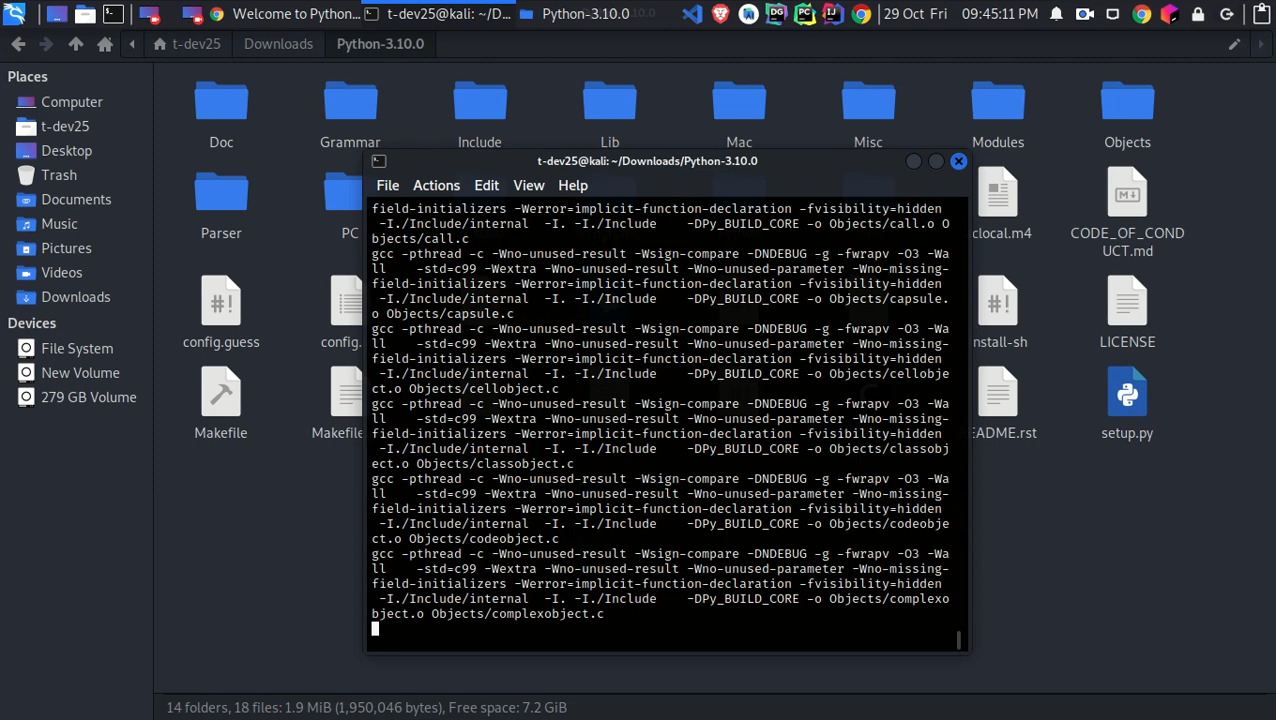 Welcome to Python...
t-dev25@kali: ~/D...
Python-3.10.0
29 Oct Fri
09:45:11 PM
DG
PC
IJ
t-dev25
Downloads
Python-3.10.0
Places
Computer
t-dev25
Desktop
Trash
Documents
Music
Pictures
Videos
Downloads
Devices
File System
New Volume
279 GB Volume
Doc
Grammar
Include
Lib
Mac
Misc
Modules
Objects
Parser
PC
clocal.m4
CODE_OF_COND
UCT.md
config.guess
config.
nstall-sh
LICENSE
Makefile
Makefile
EADME.rst
setup.py
t-dev25@kali: ~/Downloads/Python-3.10.0
File Actions Edit View Help
field-initializers -Werror=implicit-function-declaration -fvisibility=hidden
-I./Include/internal -I. -I./Include -DPy_BUILD_CORE -o Objects/call.o O
bjects/call.c
gcc -pthread -c -Wno-unused-result -Wsign-compare -DNDEBUG -g -fwrapv -O3 -Wa
ll -std=c99 -Wextra -Wno-unused-result -Wno-unused-parameter -Wno-missing-
field-initializers -Werror=implicit-function-declaration -fvisibility=hidden
-I./Include/internal -I. -I./Include -DPy_BUILD_CORE -o Objects/capsule.
o Objects/capsule.c
gcc -pthread -c -Wno-unused-result -Wsign-compare -DNDEBUG -g -fwrapv -O3 -Wa
ll -std=c99 -Wextra -Wno-unused-result -Wno-unused-parameter -Wno-missing-
field-initializers -Werror=implicit-function-declaration -fvisibility=hidden
-I./Include/internal -I. -I./Include -DPy_BUILD_CORE -o Objects/cellobje
ct.o Objects/cellobject.c
gcc -pthread -c -Wno-unused-result -Wsign-compare -DNDEBUG -g -fwrapv -O3 -Wa
ll -std=c99 -Wextra -Wno-unused-result -Wno-unused-parameter -Wno-missing-
field-initializers -Werror=implicit-function-declaration -fvisibility=hidden
-I./Include/internal -I. -I./Include -DPy_BUILD_CORE -o Objects/classobj
ect.o Objects/classobject.c
gcc -pthread -c -Wno-unused-result -Wsign-compare -DNDEBUG -g -fwrapv -O3 -Wa
ll -std=c99 -Wextra -Wno-unused-result -Wno-unused-parameter -Wno-missing-
field-initializers -Werror=implicit-function-declaration -fvisibility=hidden
-I./Include/internal -I. -I./Include -DPy_BUILD_CORE -o Objects/codeobje
ct.o Objects/codeobject.c
gcc -pthread -c -Wno-unused-result -Wsign-compare -DNDEBUG -g -fwrapv -O3 -Wa
ll -std=c99 -Wextra -Wno-unused-result -Wno-unused-parameter -Wno-missing-
field-initializers -Werror=implicit-function-declaration -fvisibility=hidden
-I./Include/internal -I. -I./Include -DPy_BUILD_CORE -o Objects/complexo
bject.o Objects/complexobject.c
14 folders, 18 files: 1.9 MiB (1,950,046 bytes), Free space: 7.2 GiB